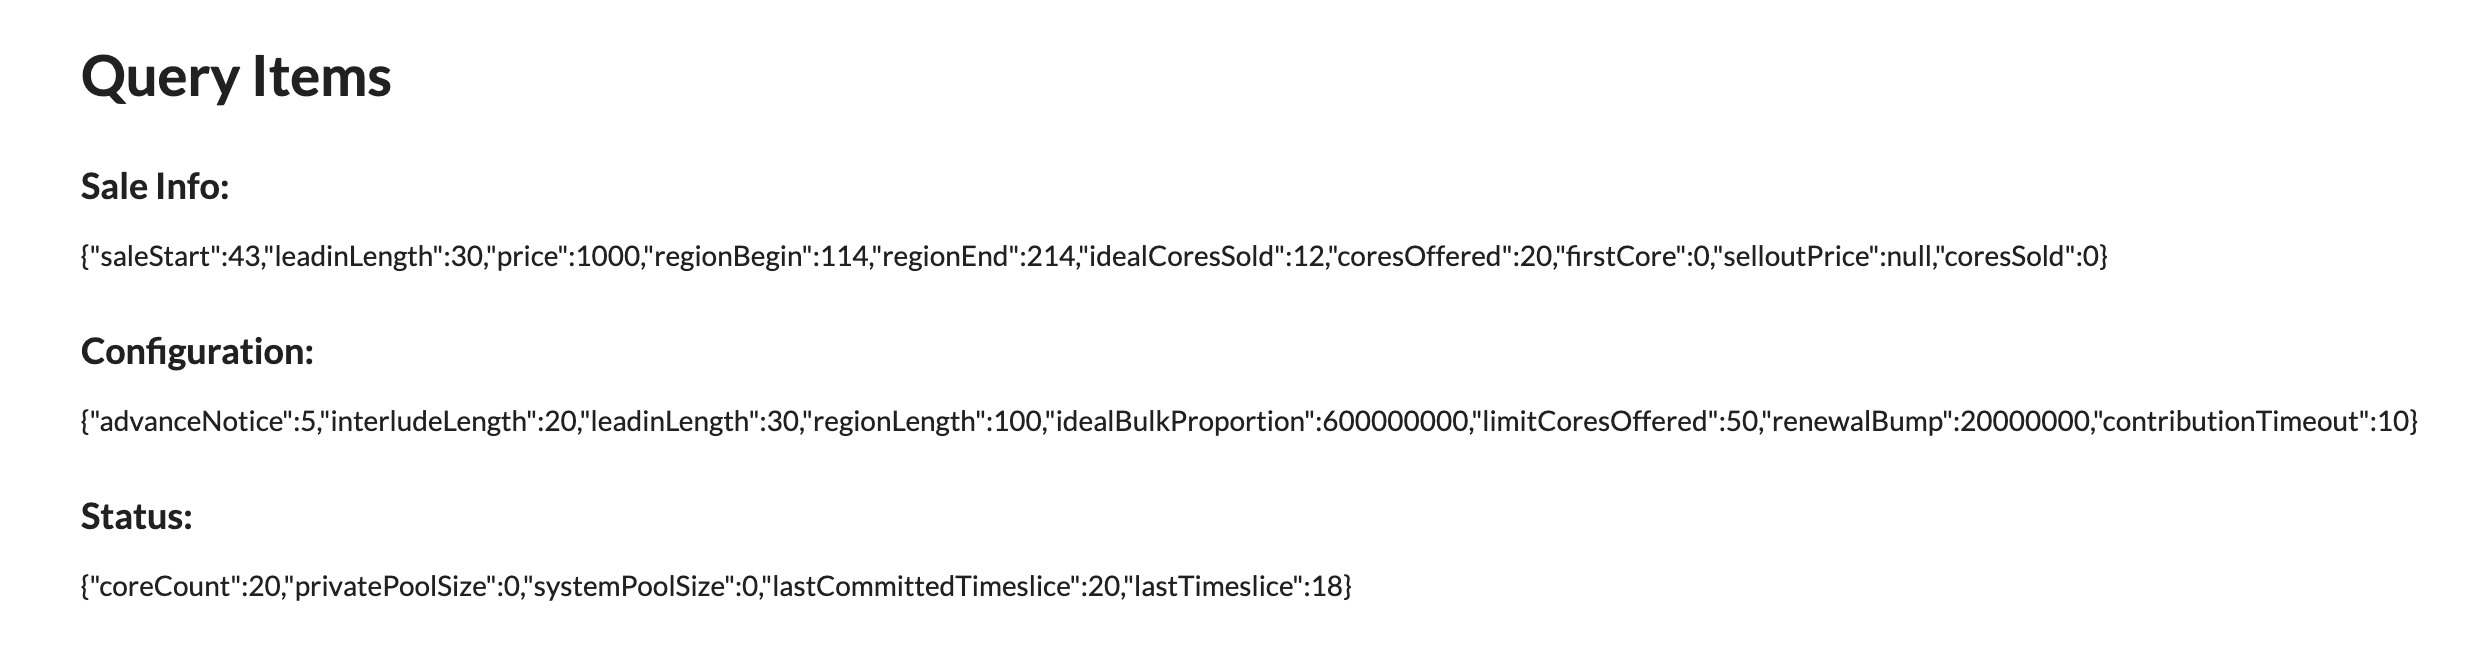 Query Items
Sale Info:
{"saleStart":43,"leadinLength":30,"price":1000,"regionBegin":114,"regionEnd":214,"idealCoresSold":12,"coresOffered":20,"firstCore":0,"selloutPrice":null,"coresSold":0}
Configuration:
{"advanceNotice":5,"interludeLength":20,"leadinLength":30,"regionLength":100,"idealBulkProportion":600000000,"limitCoresOffered":50,"renewalBump":20000000,"contributionTimeout":10}
Status:
{"coreCount":20,"privatePoolSize":0,"systemPoolSize":0,"lastCommittedTimeslice":20,"lastTimeslice":18}